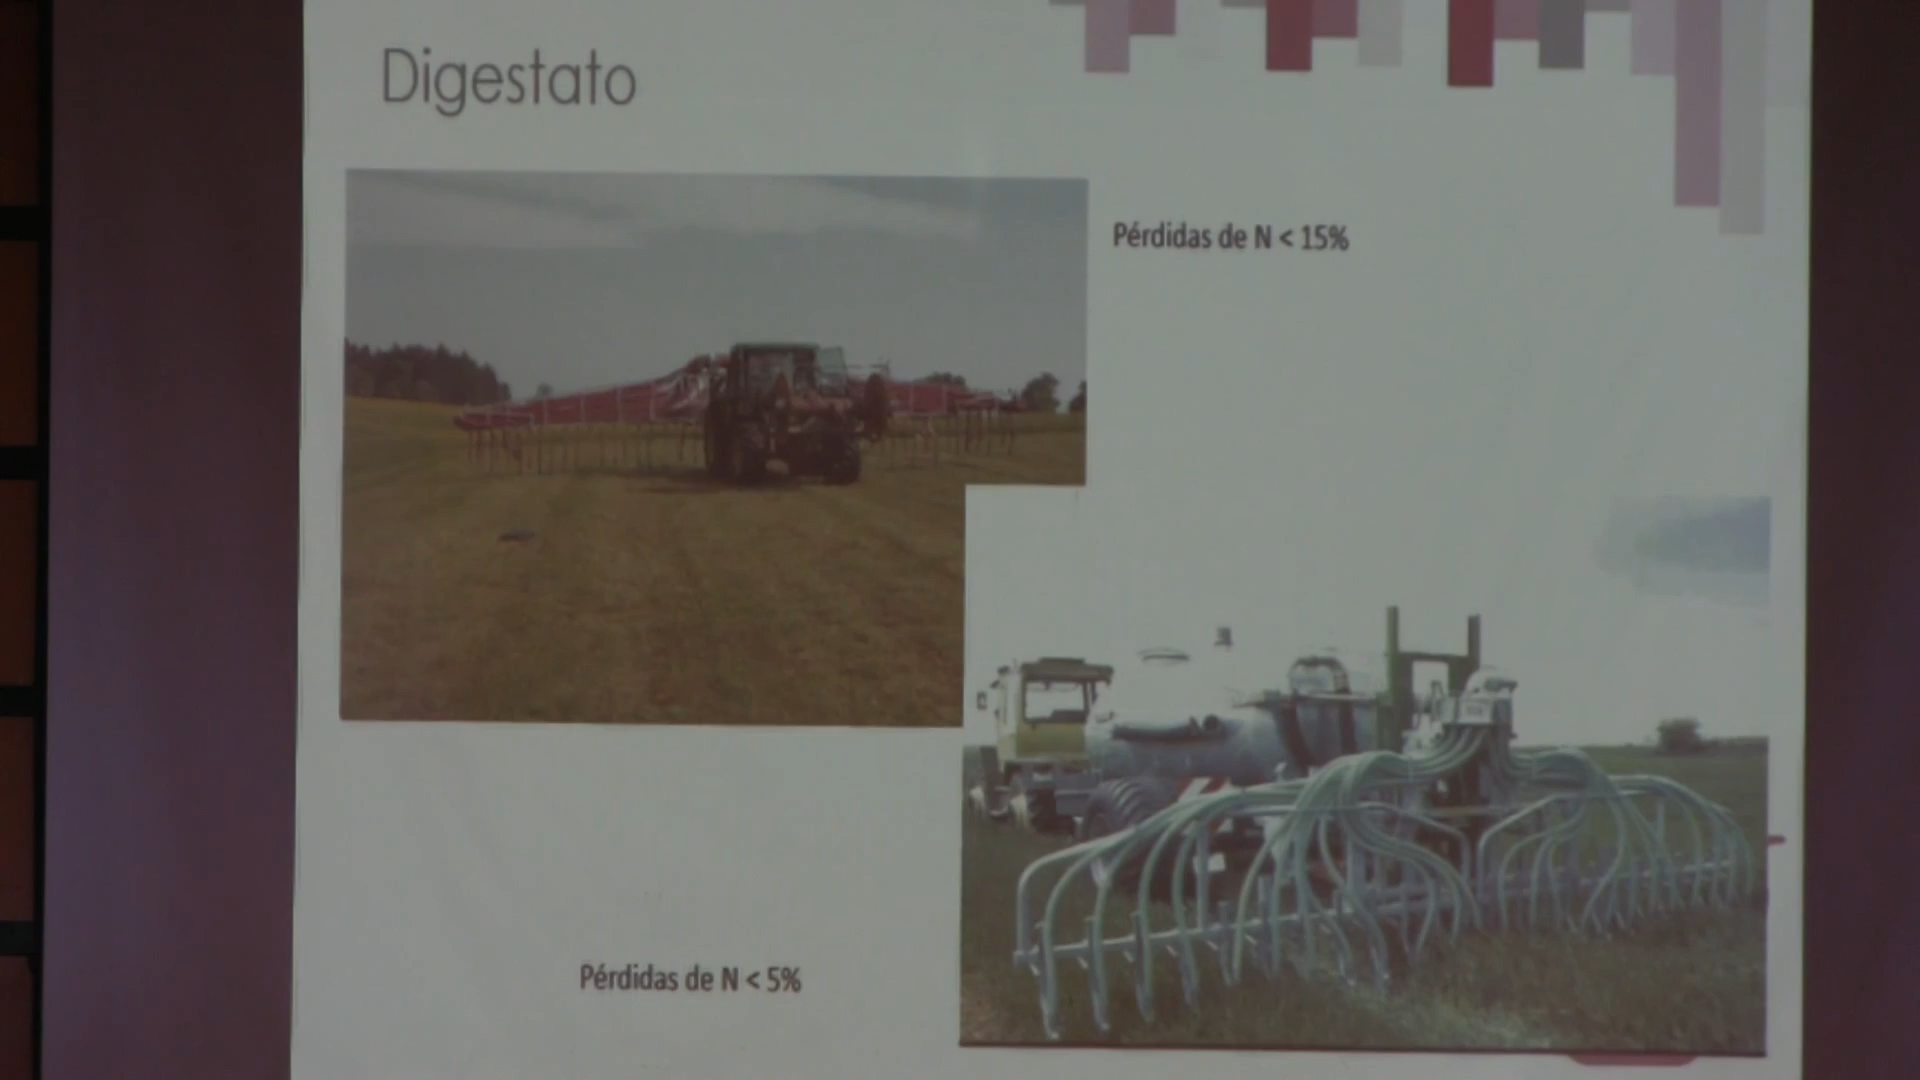 Digestato
Pérdidas de N < 15%
Pérdidas de N < 5%